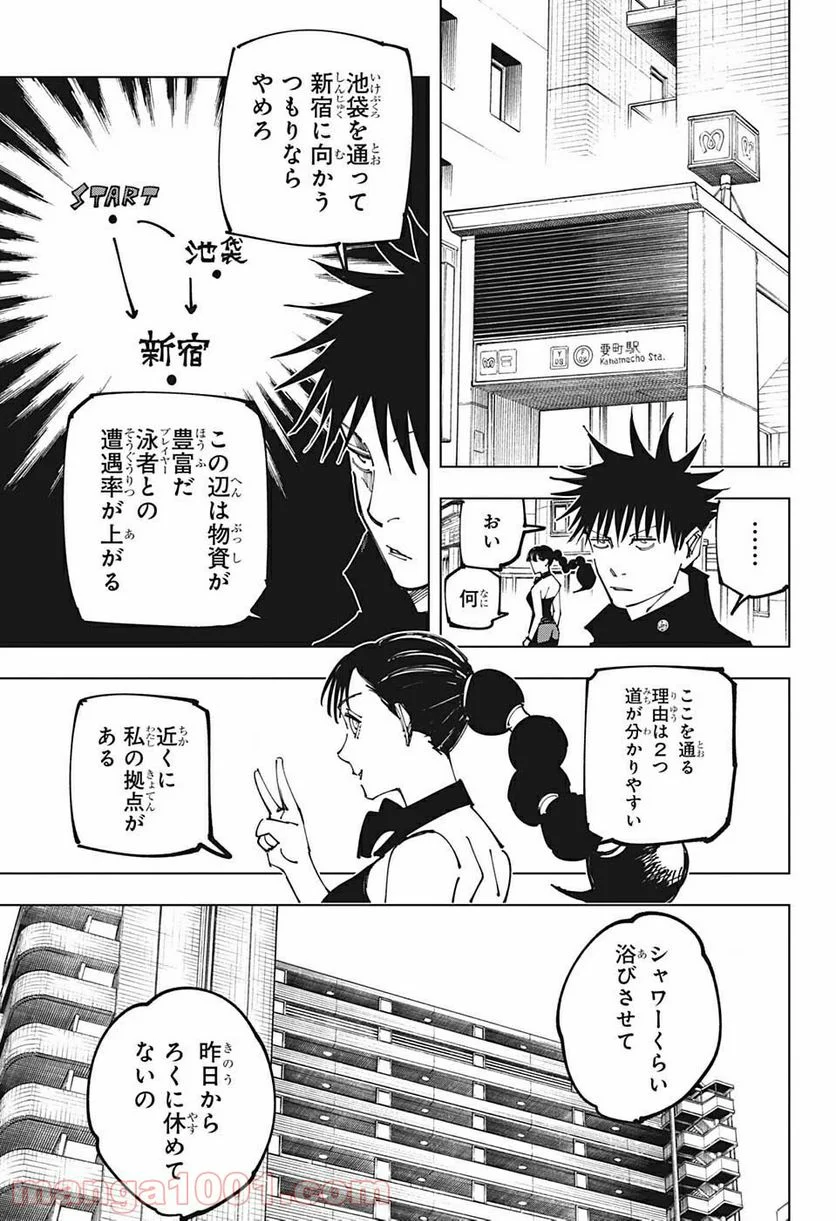 要町駅
Kanamecho Sta.
……
おい
何
池袋を通って
新宿に向かう
つもりなら
やめろ
START
池袋
新宿
この辺は物資が
豊富だ
泳者との
遭遇率が上がる
ここを通る
理由は2つ
道が分かりやすい
近くに
私の拠点が
ある
シャワーくらい
浴びさせて
昨日から
ろくに休めて
ないの
manga1001.com